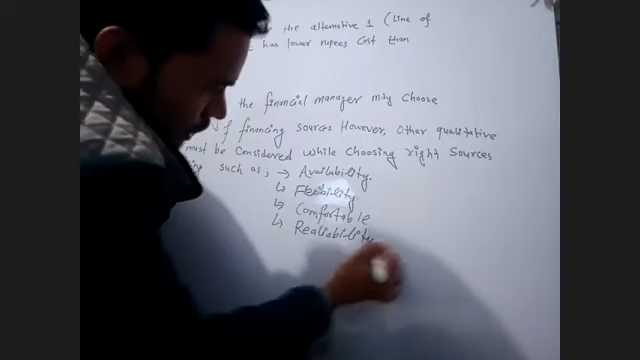 the alternative 1 (Line of
has lower rupees Cost than
the financial manager may Choose
of financing sources However, Other qualitative
must be Considered while Choosing right Sources
such as; → Availability.
↳ Flexibility.
↳ Comfortable
↳ Realiability